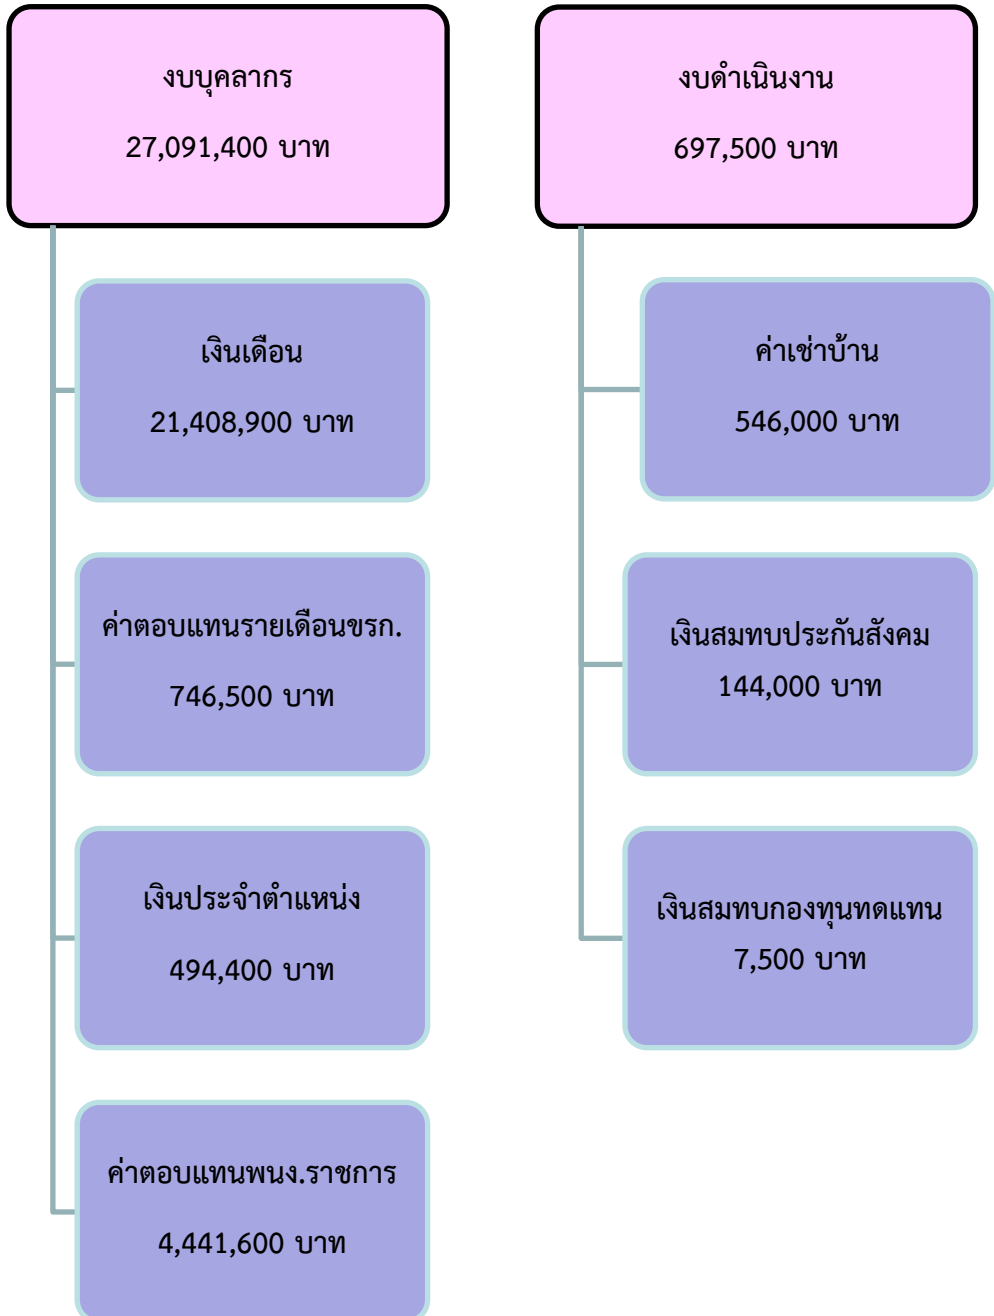 งบบุคลากร
27,091,400 บาท
เงินเดือน
21,408,900 บาท
ค่าตอบแทนรายเดือนขรก.
746,500 บาท
เงินประจำตำแหน่ง
494,400 บาท
ค่าตอบแทนพนง.ราชการ
4,441,600 บาท
งบดำเนินงาน
697,500 บาท
ค่าเช่าบ้าน
546,000 บาท
เงินสมทบประกันสังคม
144,000 บาท
เงินสมทบกองทุนทดแทน
7,500 บาท